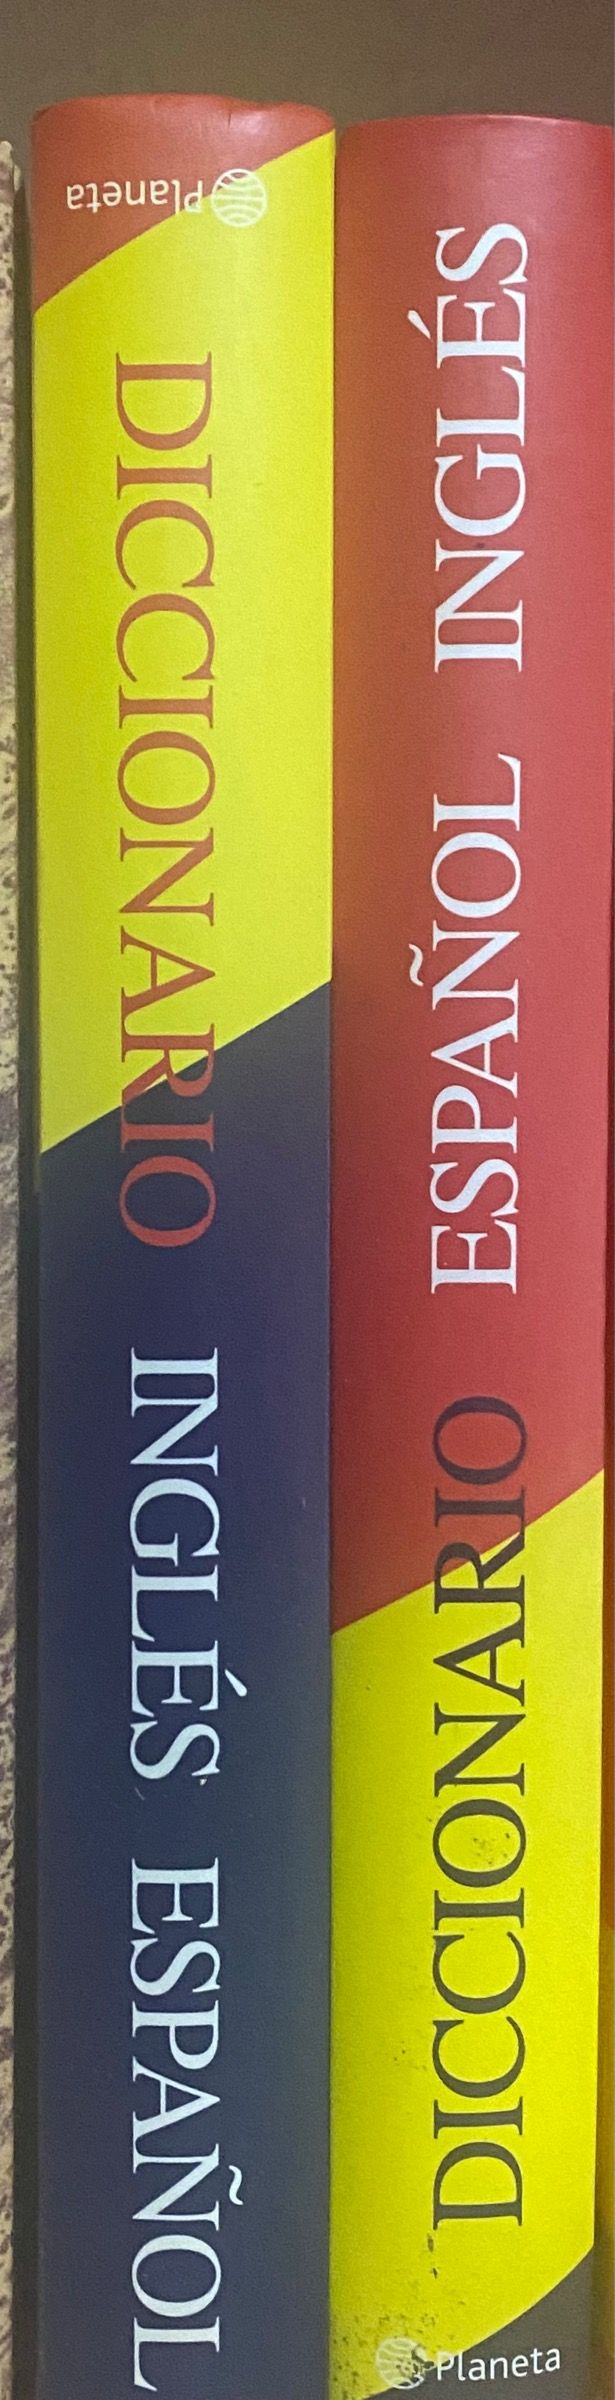 Planeta
DICCIONARIO INGLÉS ESPAÑOL
DICCIONARIO ESPAÑOL INGLÉS
Planeta